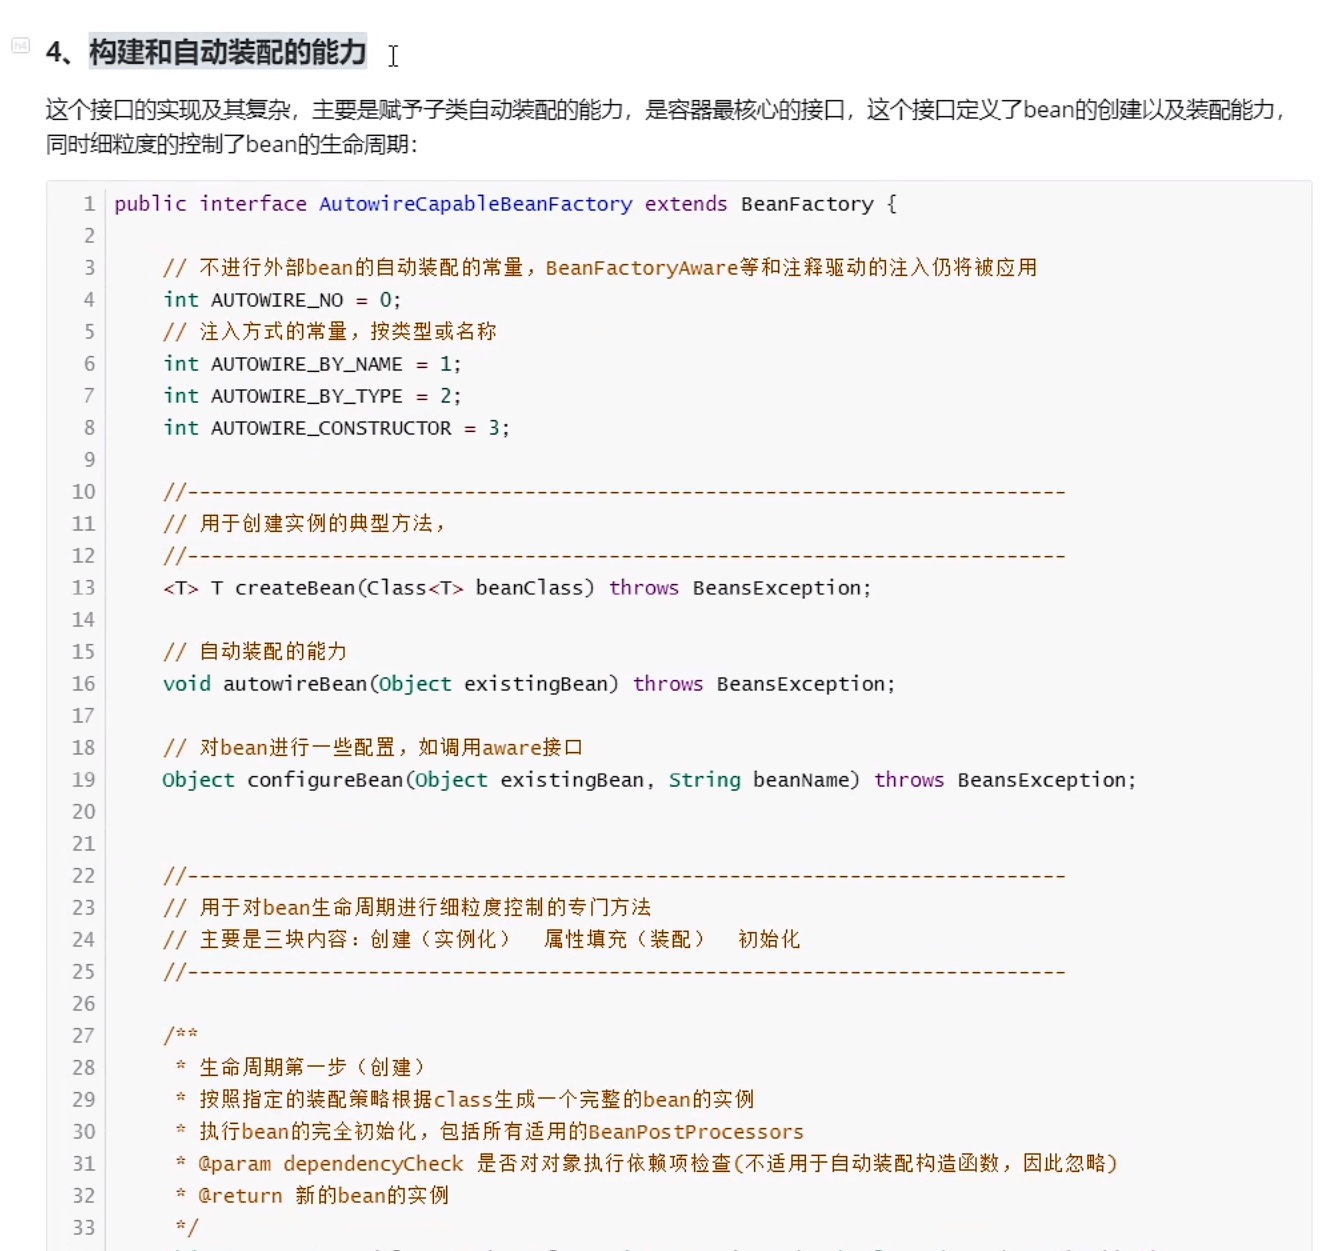 h4
4、构建和自动装配的能力
这个接口的实现及其复杂，主要是赋予子类自动装配的能力，是容器最核心的接口，这个接口定义了bean的创建以及装配能力，
同时细粒度的控制了bean的生命周期：
1 public interface AutowireCapableBeanFactory extends BeanFactory {
2
3 // 不进行外部bean的自动装配的常量，BeanFactoryAware等和注释驱动的注入仍将被应用
4 int AUTOWIRE_NO = 0;
5 // 注入方式的常量，按类型或名称
6 int AUTOWIRE_BY_NAME = 1;
7 int AUTOWIRE_BY_TYPE = 2;
8 int AUTOWIRE_CONSTRUCTOR = 3;
9
10 //-------------------------------------------------------------------------
11 // 用于创建实例的典型方法，
12 //-------------------------------------------------------------------------
13 <T> T createBean(Class<T> beanClass) throws BeansException;
14
15 // 自动装配的能力
16 void autowireBean(Object existingBean) throws BeansException;
17
18 // 对bean进行一些配置，如调用aware接口
19 Object configureBean(Object existingBean, String beanName) throws BeansException;
20
21
22 //-------------------------------------------------------------------------
23 // 用于对bean生命周期进行细粒度控制的专门方法
24 // 主要是三块内容：创建（实例化） 属性填充（装配） 初始化
25 //-------------------------------------------------------------------------
26
27 /**
28 * 生命周期第一步（创建）
29 * 按照指定的装配策略根据class生成一个完整的bean的实例
30 * 执行bean的完全初始化，包括所有适用的BeanPostProcessors
31 * @param dependencyCheck 是否对对象执行依赖项检查(不适用于自动装配构造函数，因此忽略)
32 * @return 新的bean的实例
33 */